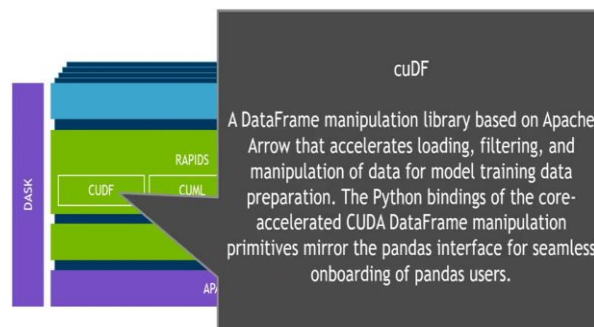 cuDF
A DataFrame manipulation library based on Apache
Arrow that accelerates loading, filtering, and
manipulation of data for model training data
preparation. The Python bindings of the core-
accelerated CUDA DataFrame manipulation
primitives mirror the pandas interface for seamless
onboarding of pandas users.
DASK
RAPIDS
CUDF
CUML
APA